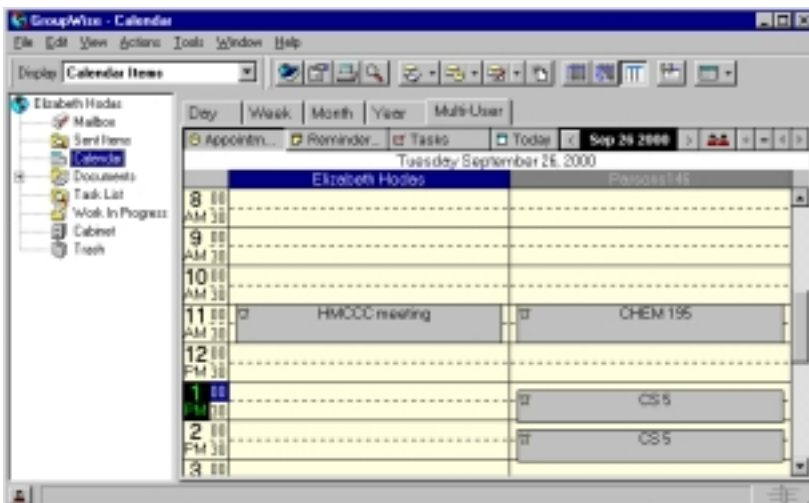 GroupWise - Calendar
File Edit View Actions Tools Window Help
Display Calendar Items
Elizabeth Hodas
Mailbox
Sent Items
Calendar
Documents
Task List
Work In Progress
Cabinet
Trash
Day Week Month Year Multi-User
Appointm... Reminder... Tasks Today Sep 26 2000
Tuesday September 26, 2000
Elizabeth Hodas Parsons146
8 00
AM 30
9 00
AM 30
10 00
AM 30
11 00 HMCCC meeting CHEM 195
AM 30
12 00
PM 30
1 00 CS 5
PM 30
2 00 CS 5
PM 30
3 00